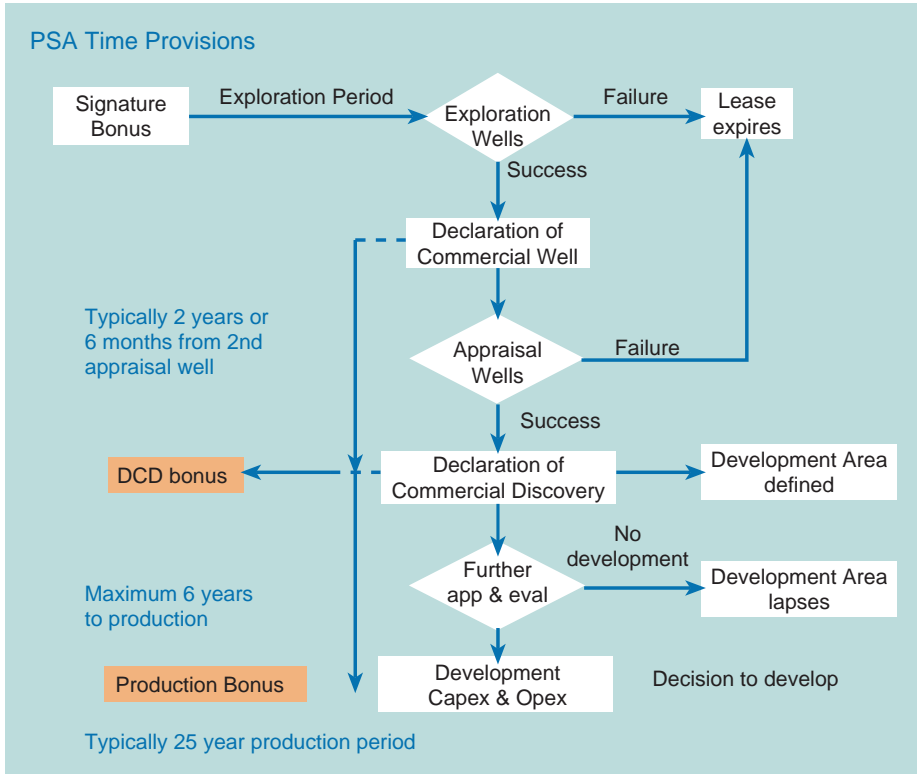 PSA Time Provisions
Signature
Bonus
Exploration Period
Exploration
Wells
Failure
Lease
expires
Success
Declaration of
Commercial Well
Typically 2 years or
6 months from 2nd
appraisal well
Appraisal
Wells
Failure
Success
DCD bonus
Declaration of
Commercial Discovery
Development Area
defined
No
development
Further
app & eval
Development Area
lapses
Maximum 6 years
to production
Production Bonus
Development
Capex & Opex
Decision to develop
Typically 25 year production period